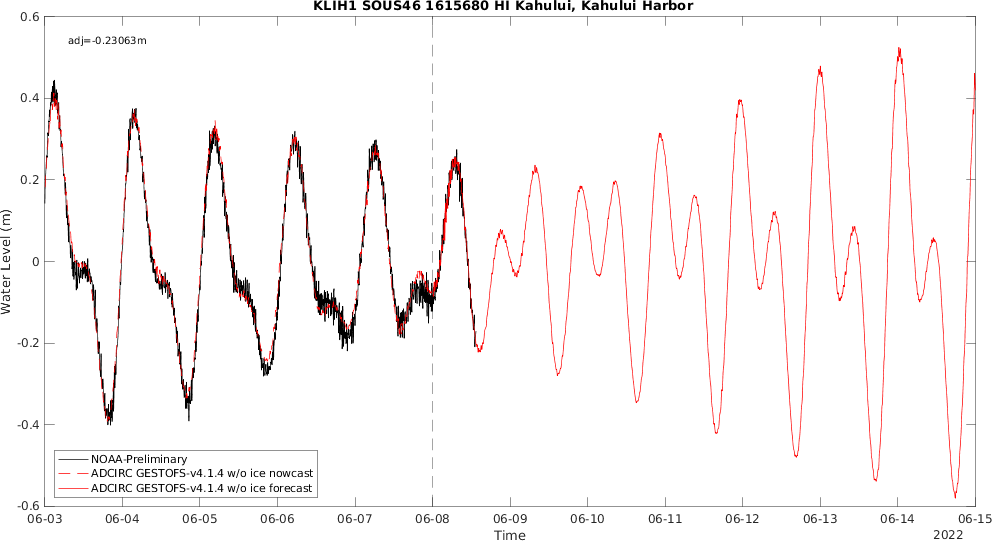 KLIH1 SOUS46 1615680 HI Kahului, Kahului Harbor
adj=-0.23063m
0.6
0.4
0.2
0
-0.2
-0.4
-0.6
Water Level (m)
NOAA-Preliminary
ADCIRC GESTOFS-v4.1.4 w/o ice nowcast
ADCIRC GESTOFS-v4.1.4 w/o ice forecast
06-03 06-04 06-05 06-06 06-07 06-08 06-09 06-10 06-11 06-12 06-13 06-14 06-15
Time
2022